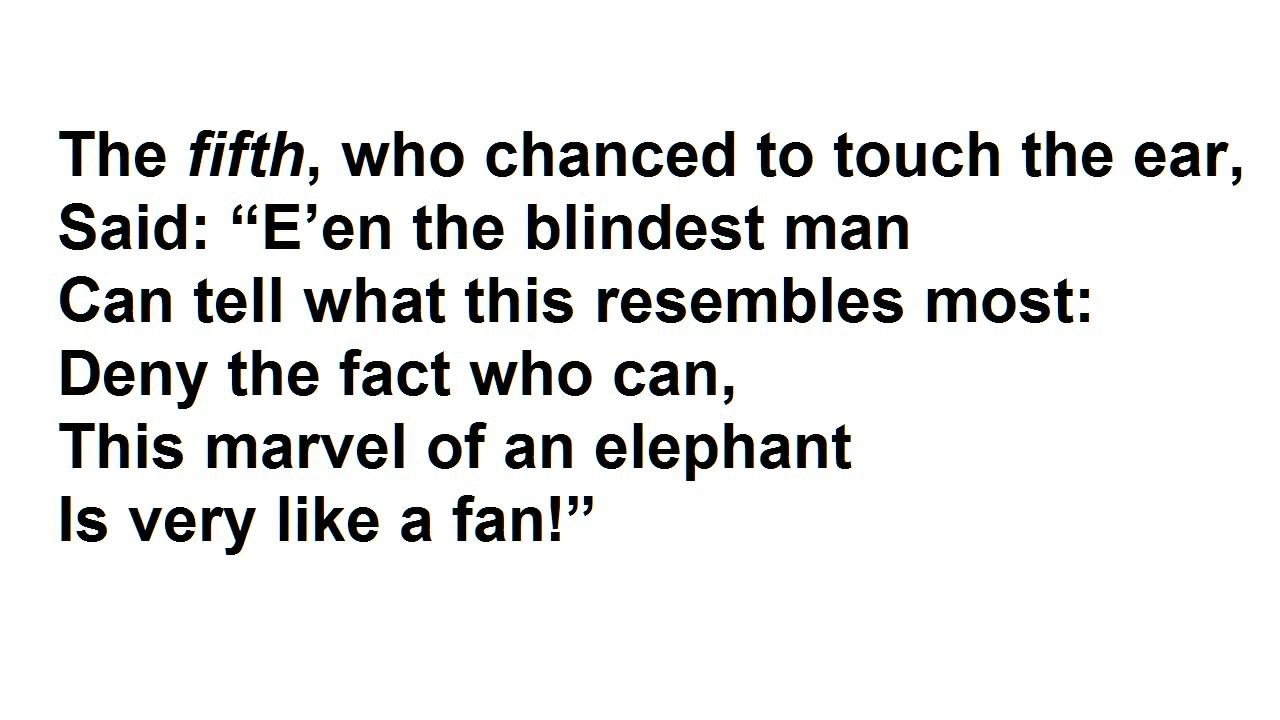 The fifth, who chanced to touch the ear,
Said: “E’en the blindest man
Can tell what this resembles most:
Deny the fact who can,
This marvel of an elephant
Is very like a fan!”